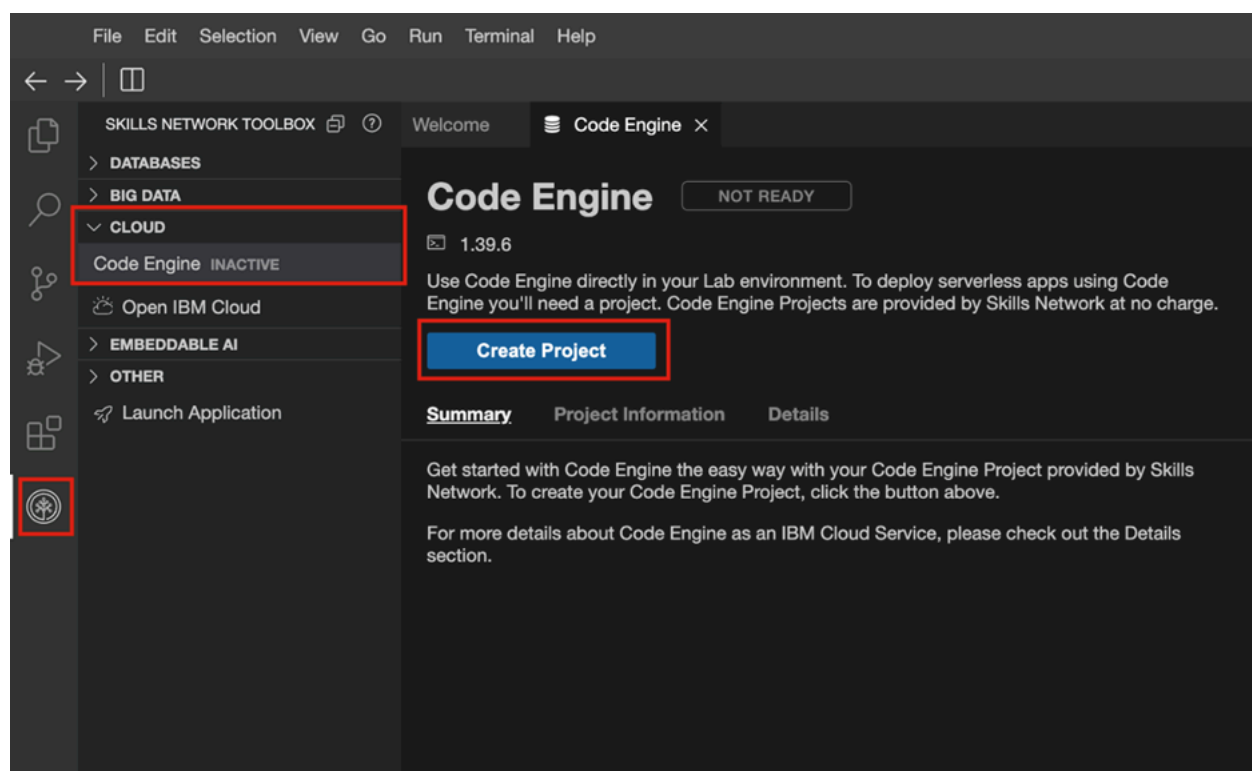 File Edit Selection View Go Run Terminal Help
SKILLS NETWORK TOOLBOX
DATABASES
BIG DATA
CLOUD
Code Engine INACTIVE
Open IBM Cloud
EMBEDDABLE AI
OTHER
Launch Application
Welcome Code Engine
Code Engine NOT READY
1.39.6
Use Code Engine directly in your Lab environment. To deploy serverless apps using Code
Engine you'll need a project. Code Engine Projects are provided by Skills Network at no charge.
Create Project
Summary Project Information Details
Get started with Code Engine the easy way with your Code Engine Project provided by Skills
Network. To create your Code Engine Project, click the button above.
For more details about Code Engine as an IBM Cloud Service, please check out the Details
section.